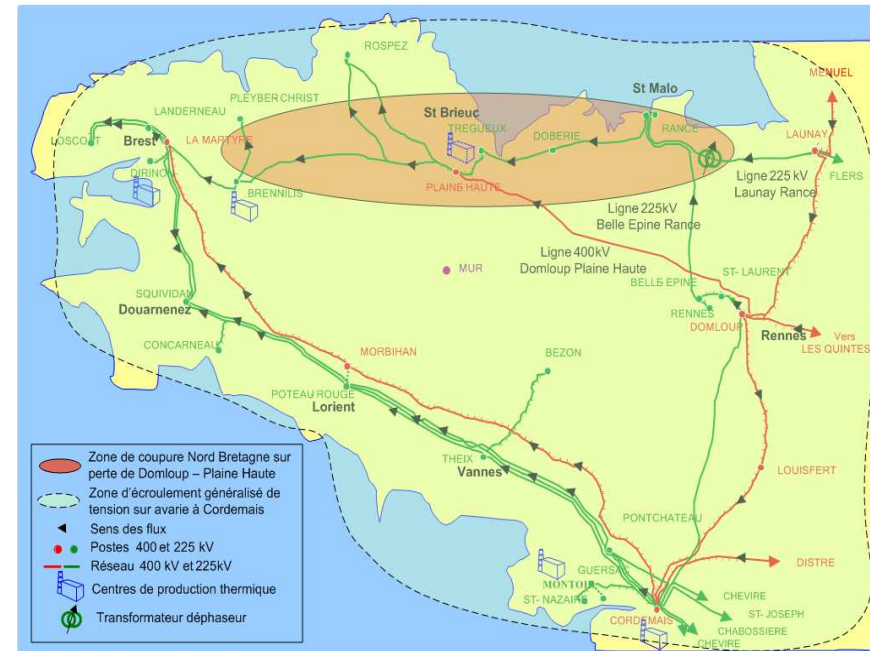 ROSPEZ
MENUEL
St Malo
LANDERNEAU
PLEYBER CHRIST
St Brieuc
TREGUEUX
DOBERIE
RANCE
LAUNAY
LOSCOAT
Brest
LA MARTYRE
DIRINON
BRENNILIS
PLAINE HAUTE
FLERS
Ligne 225 kV
Launay Rance
Ligne 225kV
Belle Epine Rance
Ligne 400kV
Domloup Plaine Haute
MUR
ST- LAURENT
BELLE EPINE
RENNES
DOMLOUP
Rennes
Vers
LES QUINTES
SQUIVIDAN
Douarnenez
CONCARNEAU
MORBIHAN
BEZON
POTEAU ROUGE
Lorient
THEIX
Vannes
LOUISFERT
PONTCHATEAU
DISTRE
GUERSAC
MONTOIR
ST- NAZAIRE
CORDEMAIS
CHEVIRE
ST- JOSEPH
CHABOSSIERE
CHEVIRE
Zone de coupure Nord Bretagne sur
perte de Domloup – Plaine Haute
Zone d'écroulement généralisé de
tension sur avarie à Cordemais
Sens des flux
Postes 400 et 225 kV
Réseau 400 kV et 225kV
Centres de production thermique
Transformateur déphaseur